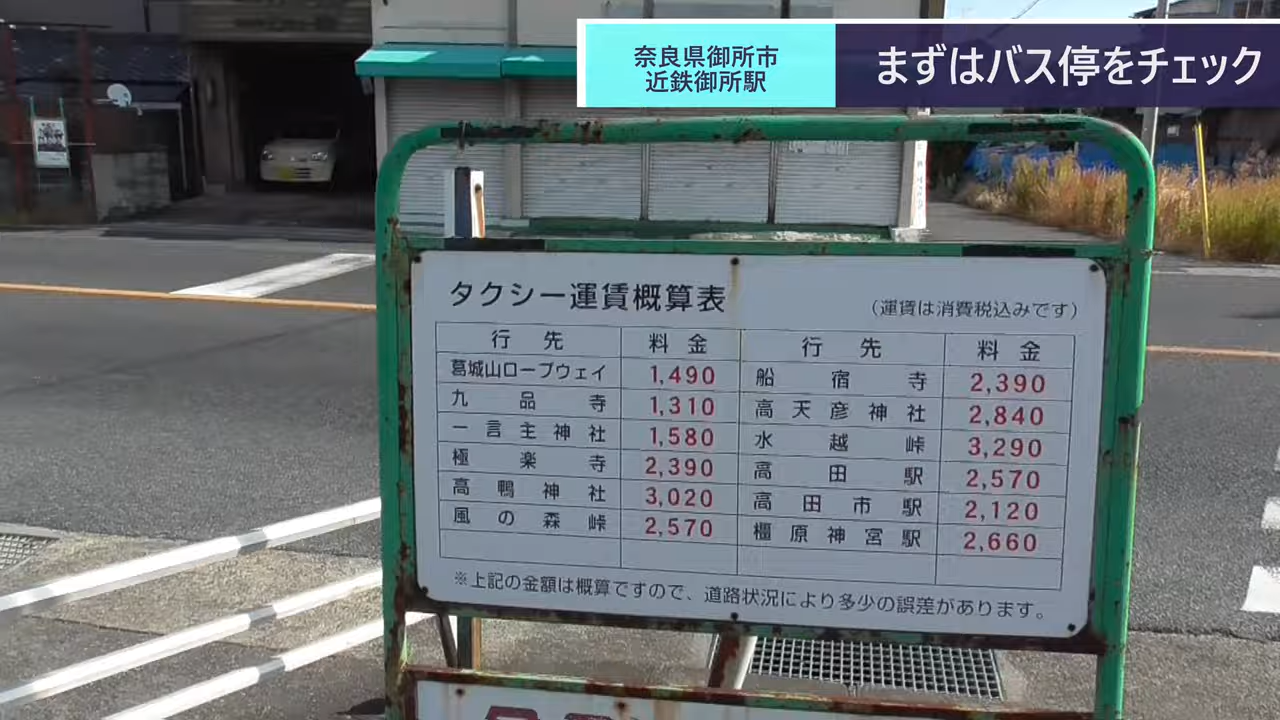 奈良県御所市
近鉄御所駅
まずはバス停をチェック
タクシー運賃概算表
（運賃は消費税込みです）
行先 料金 行先 料金
葛城山ロープウェイ 1,490 船宿寺 2,390
九品寺 1,310 高天彦神社 2,840
一言主神社 1,580 水越峠 3,290
極楽寺 2,390 高田駅 2,570
高鴨神社 3,020 高田市駅 2,120
風の森峠 2,570 橿原神宮駅 2,660
※上記の金額は概算ですので、道路状況により多少の誤差があります。